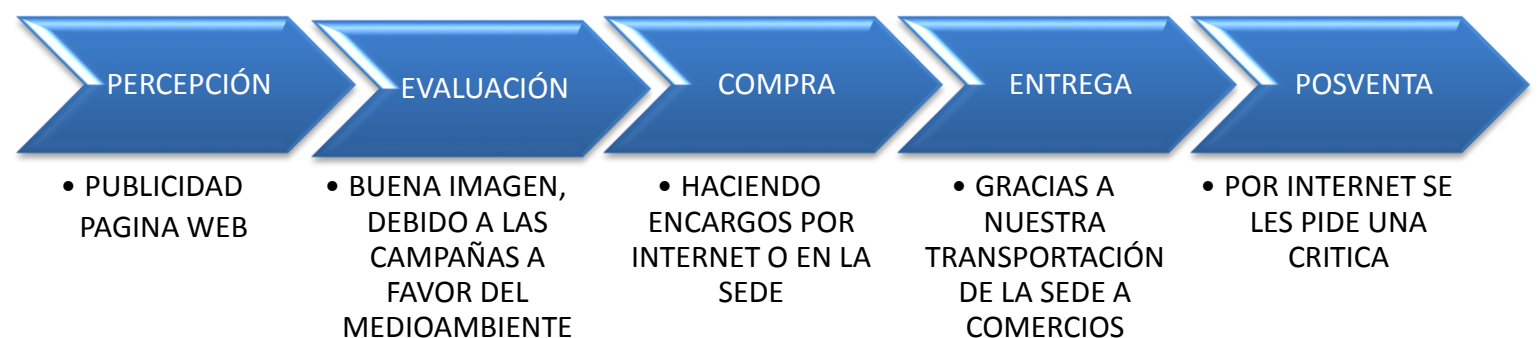 PERCEPCIÓN
EVALUACIÓN
COMPRA
ENTREGA
POSVENTA
• PUBLICIDAD
PAGINA WEB
• BUENA IMAGEN,
DEBIDO A LAS
CAMPAÑAS A
FAVOR DEL
MEDIOAMBIENTE
• HACIENDO
ENCARGOS POR
INTERNET O EN LA
SEDE
• GRACIAS A
NUESTRA
TRANSPORTACIÓN
DE LA SEDE A
COMERCIOS
• POR INTERNET SE
LES PIDE UNA
CRITICA